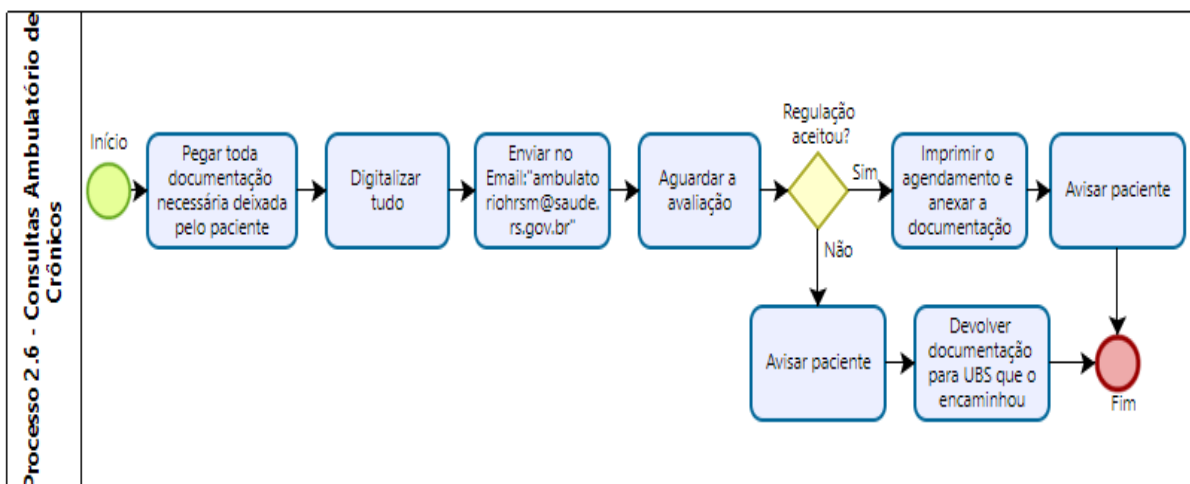 Processo 2.6 - Consultas Ambulatório de
Crônicos
Início
Pegar toda
documentação
necessária deixada
pelo paciente
Digitalizar
tudo
Enviar no
Email:"ambulato
riohrsm@saude.
rs.gov.br"
Aguardar a
avaliação
Regulação
aceitou?
Sim
Imprimir o
agendamento e
anexar a
documentação
Avisar paciente
Não
Avisar paciente
Devolver
documentação
para UBS que o
encaminhou
Fim